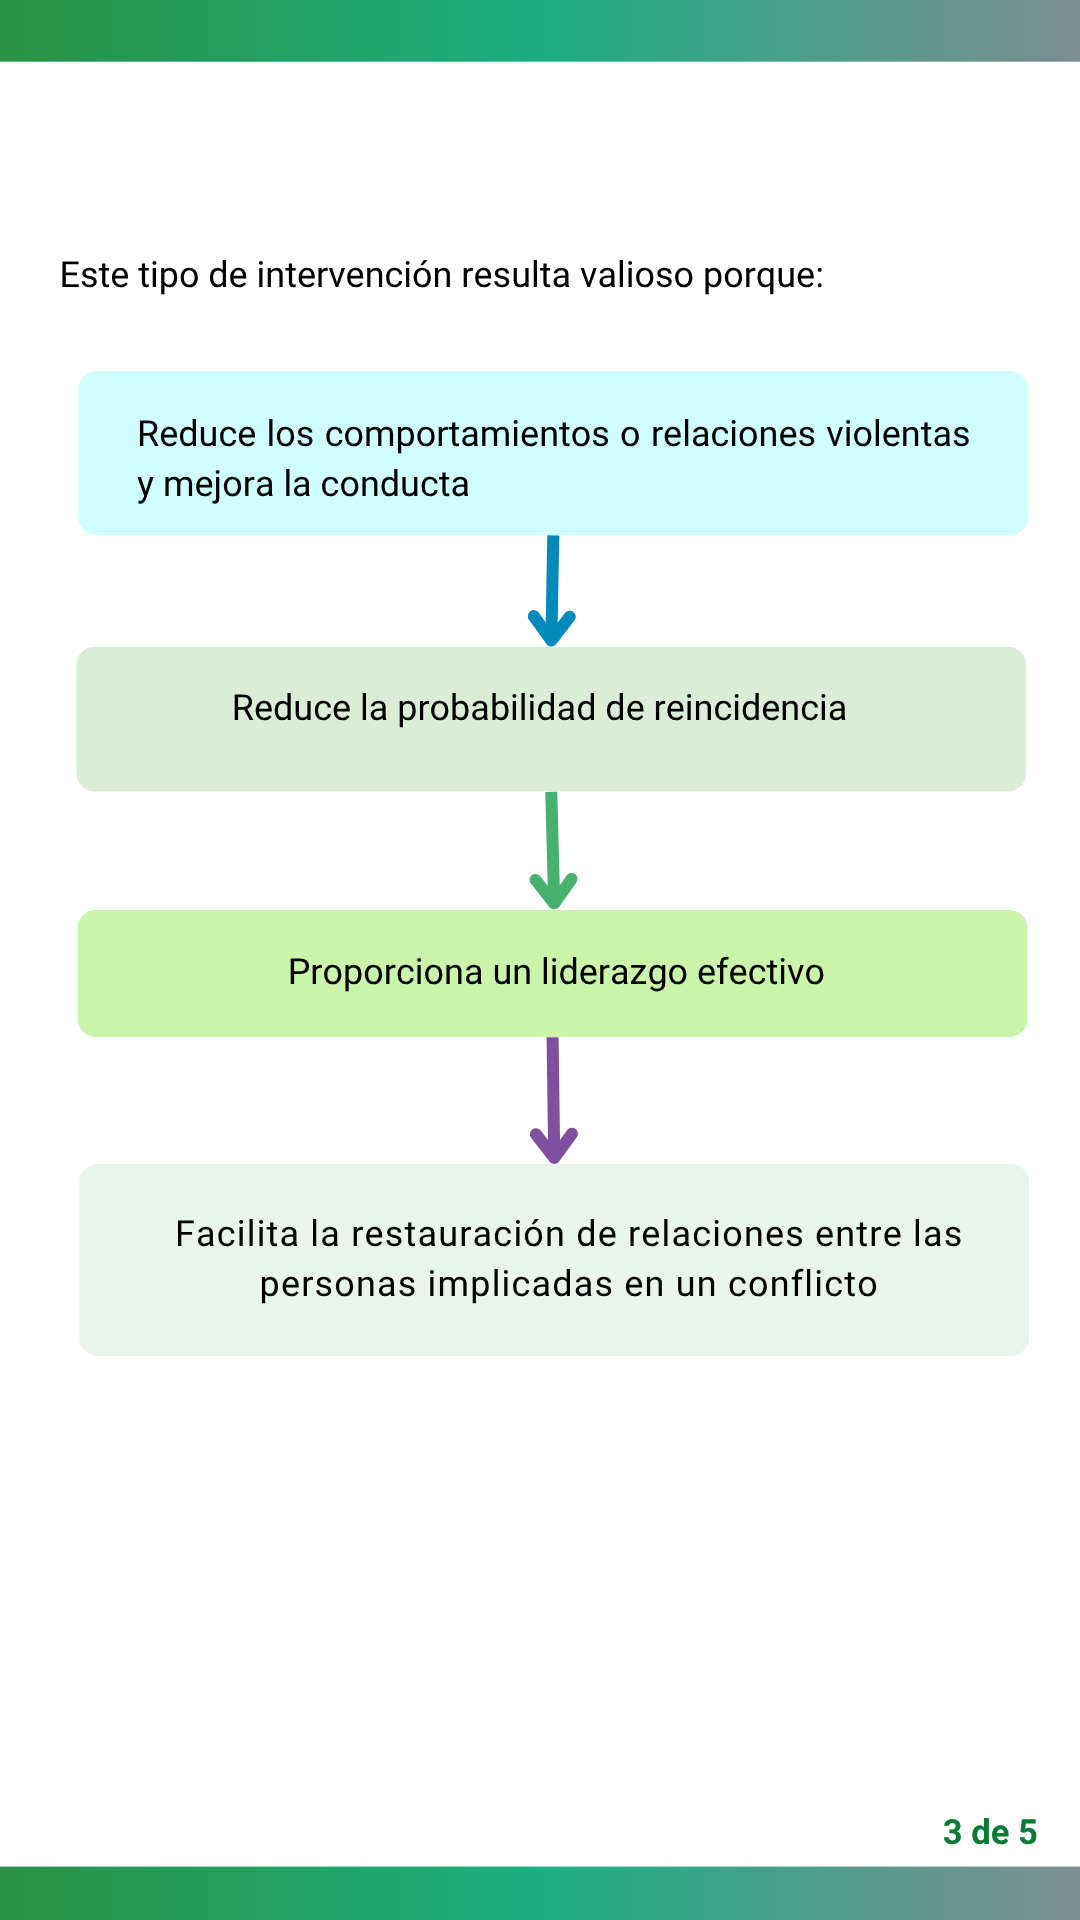 Este tipo de intervención resulta valioso porque:
Reduce los comportamientos o relaciones violentas
y mejora la conducta
Reduce la probabilidad de reincidencia
Proporciona un liderazgo efectivo
Facilita la restauración de relaciones entre las
personas implicadas en un conflicto
3 de 5